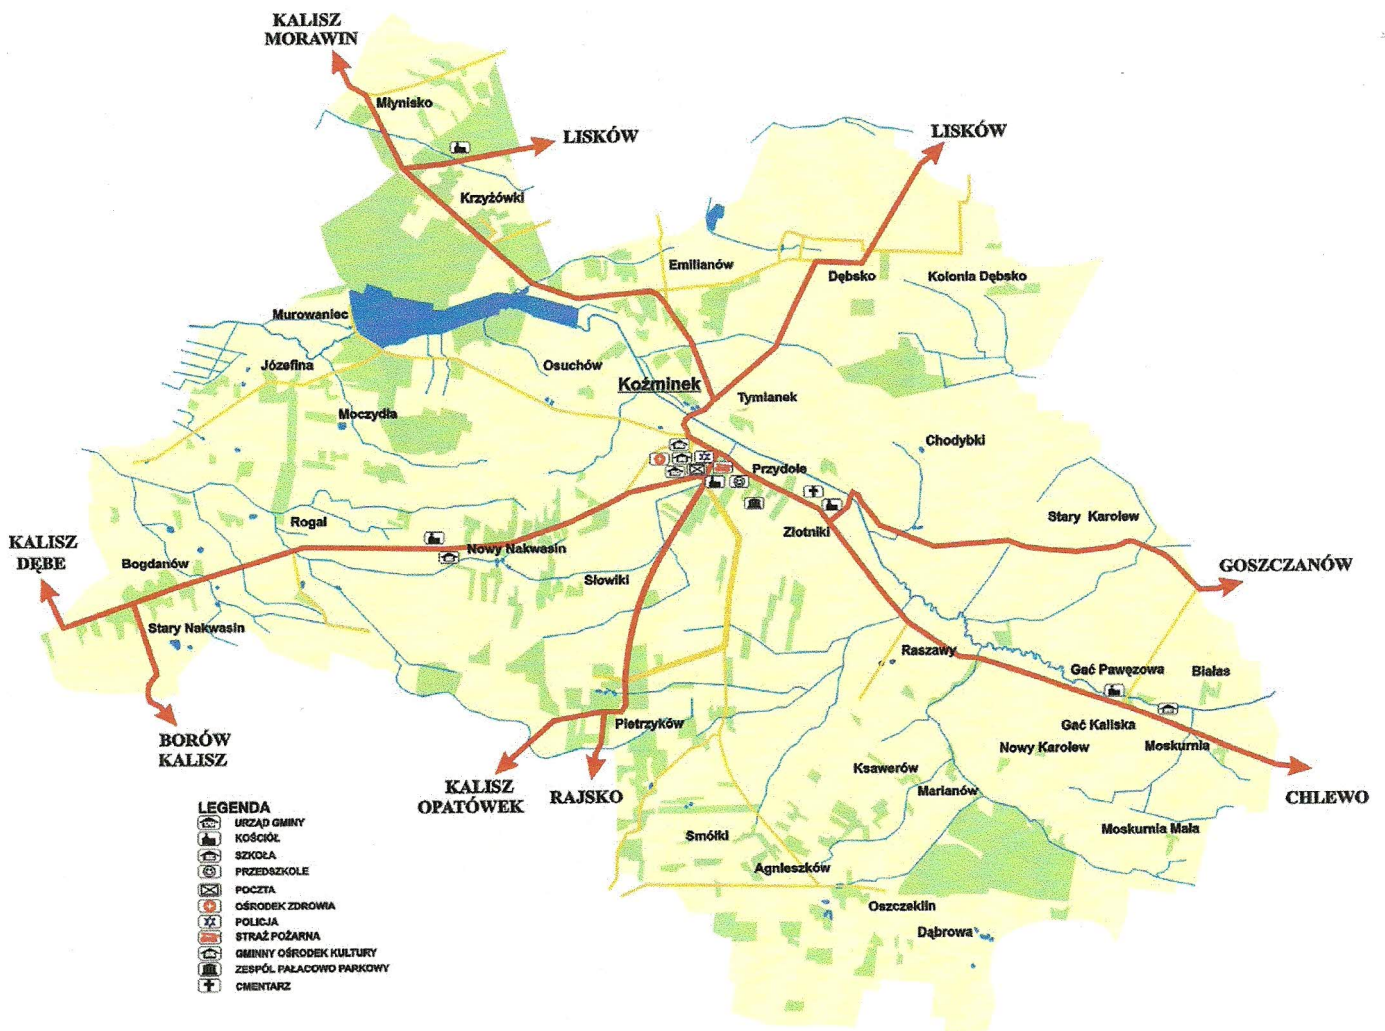 KALISZ
MORAWIN
Młynisko
LISKÓW
LISKÓW
Krzyżówki
Emilianów
Dębsko
Kolonia Dębsko
Murowaniec
Józefina
Osuchów
Koźminek
Tymianek
Moczydła
Chodybki
Przydole
Rogal
Złotniki
Stary Karolew
KALISZ
DĘBE
Bogdanów
Nowy Nakwasin
Słowiki
GOSZCZANÓW
Stary Nakwasin
Raszawy
Gać Pawęzowa
Białas
BORÓW
KALISZ
Pietrzyków
Gać Kaliska
Nowy Karolew
Moskurnia
KALISZ
OPATÓWEK
RAJSKO
Ksawerów
Marianów
CHLEWO
Smółki
Moskurnia Mała
Agnieszków
Oszczeklin
Dąbrowa
LEGENDA
URZĄD GMINY
KOŚCIÓŁ
SZKOŁA
PRZEDSZKOLE
POCZTA
OŚRODEK ZDROWIA
POLICJA
STRAŻ POŻARNA
GMINNY OŚRODEK KULTURY
ZESPÓŁ PAŁACOWO PARKOWY
CMENTARZ